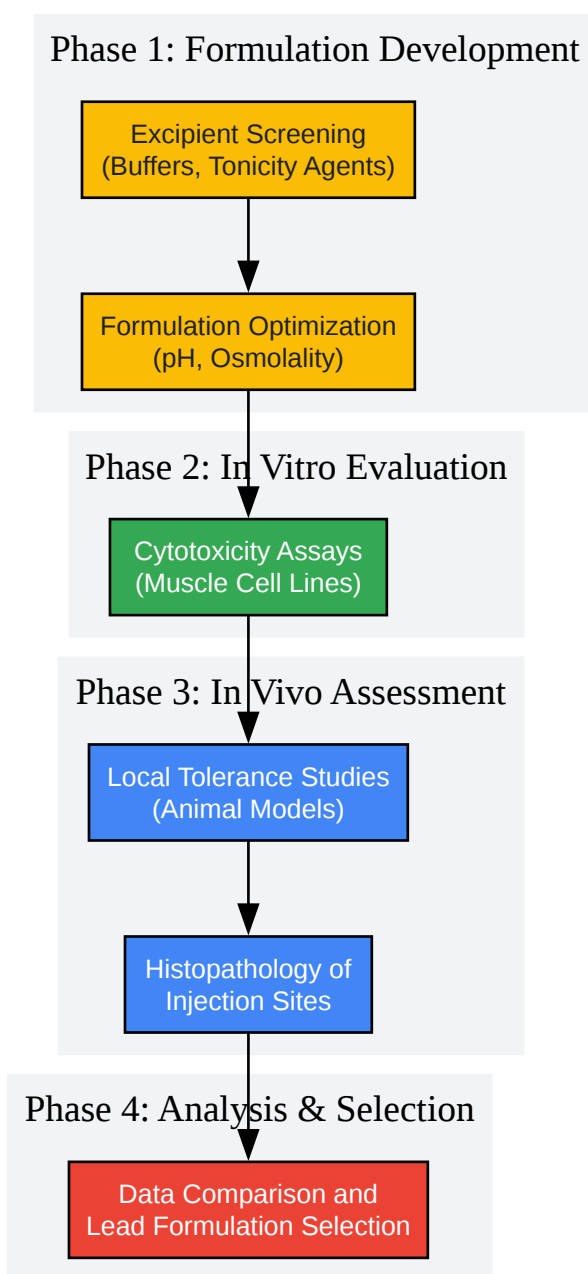 Phase 1: Formulation Development
Excipient Screening
(Buffers, Tonicity Agents)
Formulation Optimization
(pH, Osmolality)
Phase 2: In Vitro Evaluation
Cytotoxicity Assays
(Muscle Cell Lines)
Phase 3: In Vivo Assessment
Local Tolerance Studies
(Animal Models)
Histopathology of
Injection Sites
Phase 4: Analysis & Selection
Data Comparison and
Lead Formulation Selection